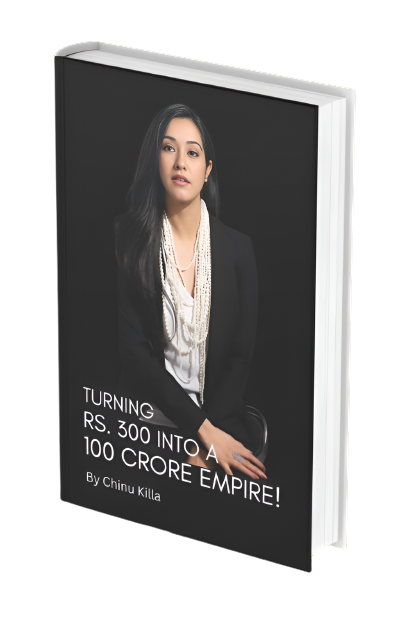 TURNING
RS. 300 INTO A
100 CRORE EMPIRE!
By Chinu Killa